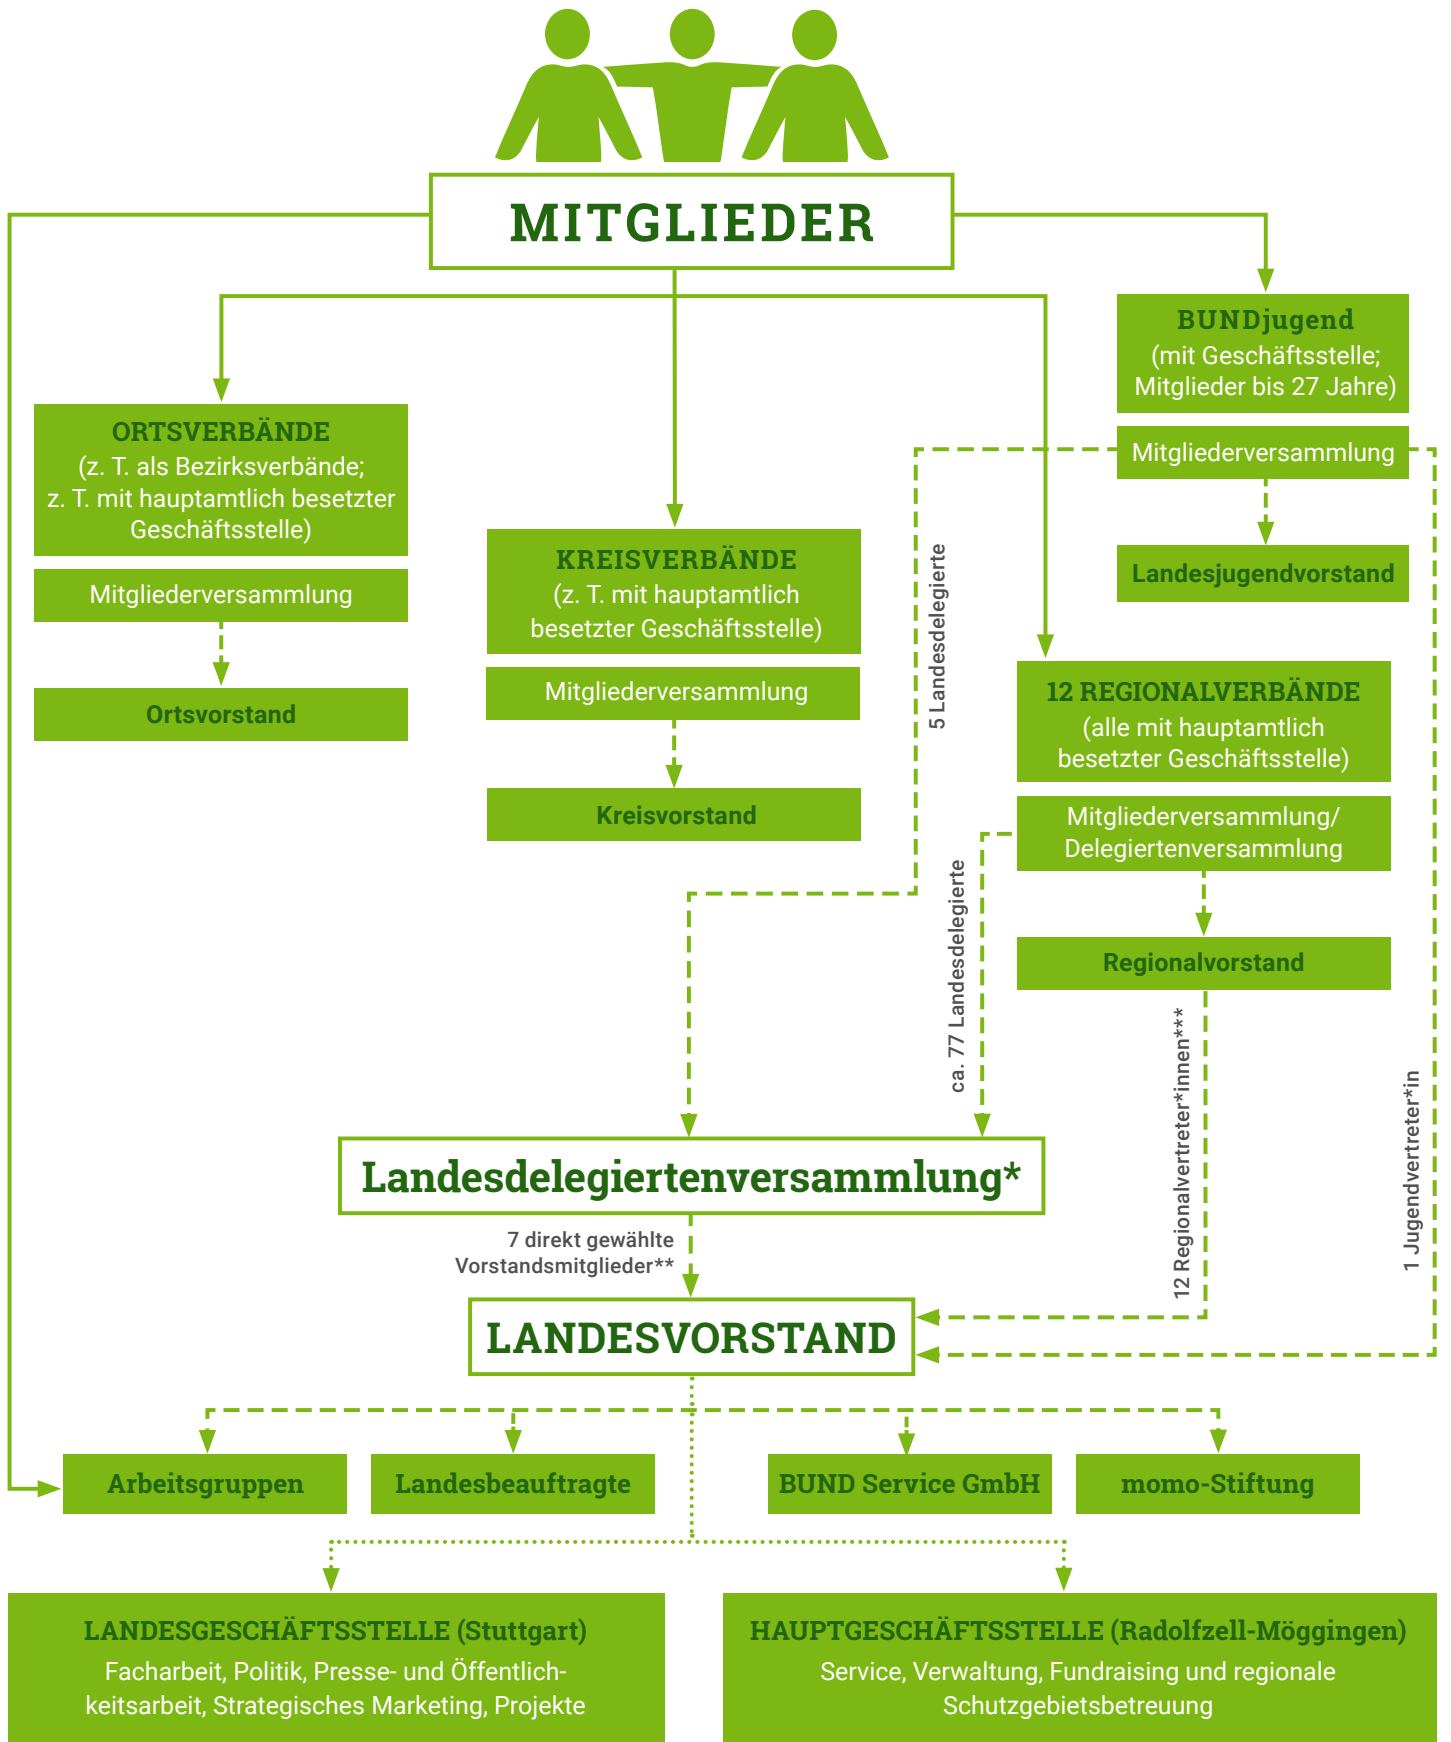 MITGLIEDER
BUNDjugend
(mit Geschäftsstelle;
Mitglieder bis 27 Jahre)
Mitgliederversammlung
Landesjugendvorstand
ORTSVERBÄNDE
(z. T. als Bezirksverbände;
z. T. mit hauptamtlich besetzter
Geschäftsstelle)
Mitgliederversammlung
Ortsvorstand
KREISVERBÄNDE
(z. T. mit hauptamtlich
besetzter Geschäftsstelle)
Mitgliederversammlung
Kreisvorstand
5 Landesdelegierte
12 REGIONALVERBÄNDE
(alle mit hauptamtlich
besetzter Geschäftsstelle)
Mitgliederversammlung/
Delegiertenversammlung
Regionalvorstand
ca. 77 Landesdelegierte
12 Regionalvertreter*innen***
1 Jugendvertreter*in
Landesdelegiertenversammlung*
7 direkt gewählte
Vorstandsmitglieder**
LANDESVORSTAND
Arbeitsgruppen
Landesbeauftragte
BUND Service GmbH
momo-Stiftung
LANDESGESCHÄFTSSTELLE (Stuttgart)
Facharbeit, Politik, Presse- und Öffentlich-
keitsarbeit, Strategisches Marketing, Projekte
HAUPTGESCHÄFTSSTELLE (Radolfzell-Möggingen)
Service, Verwaltung, Fundraising und regionale
Schutzgebietsbetreuung